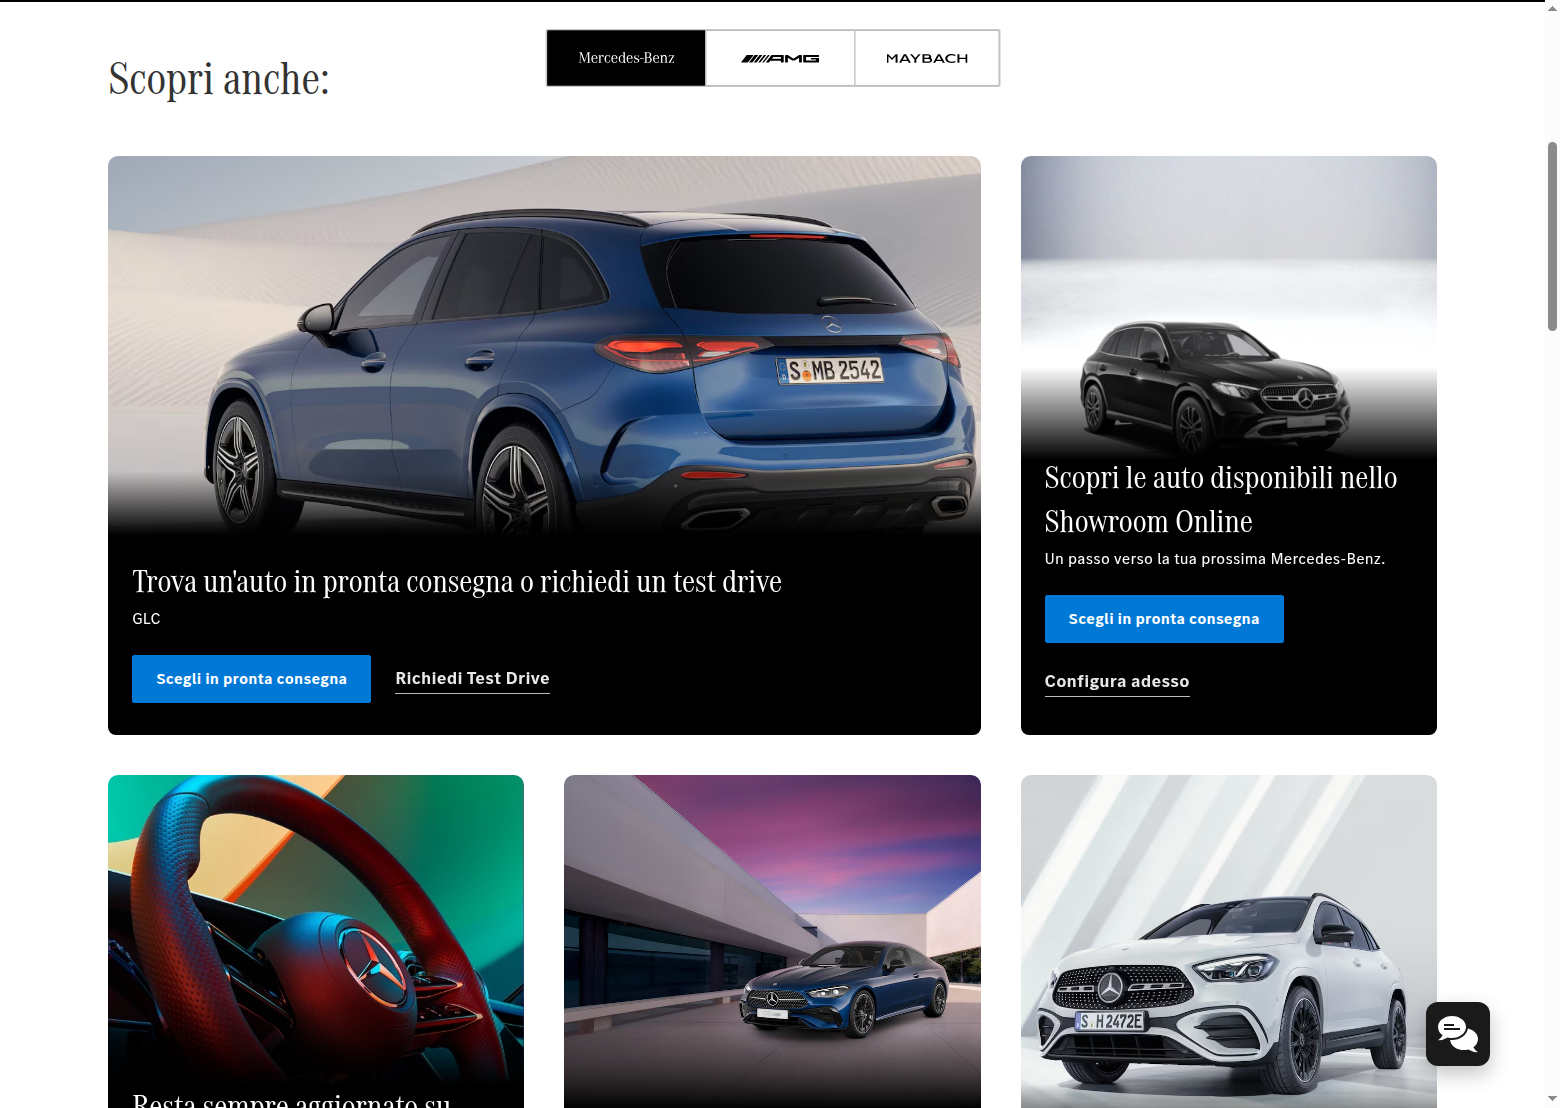 Mercedes-Benz
AMG
MAYBACH
Scopri anche:
S MB 2542
Trova un'auto in pronta consegna o richiedi un test drive
GLC
Scegli in pronta consegna
Richiedi Test Drive
Scopri le auto disponibili nello
Showroom Online
Un passo verso la tua prossima Mercedes-Benz.
Scegli in pronta consegna
Configura adesso
S H 2472E
Resta sempre aggiornato su